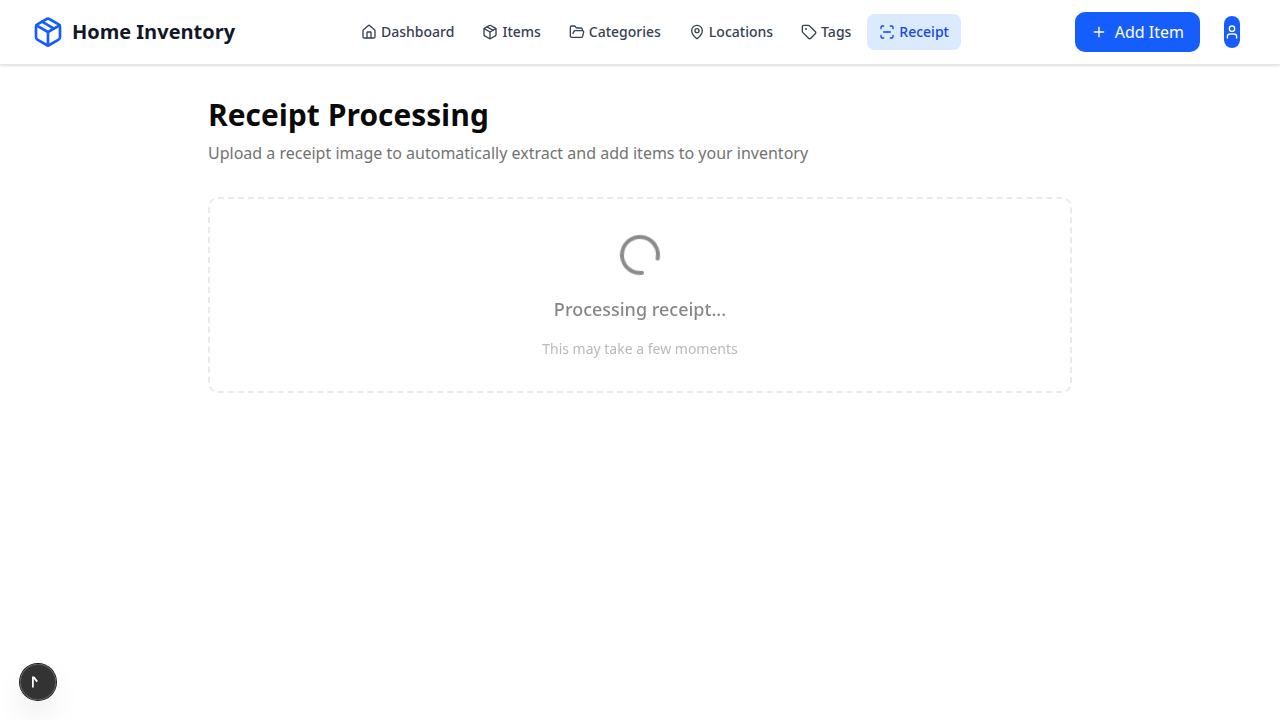 Home Inventory
Dashboard
Items
Categories
Locations
Tags
Receipt
Add Item
Receipt Processing
Upload a receipt image to automatically extract and add items to your inventory
Processing receipt...
This may take a few moments